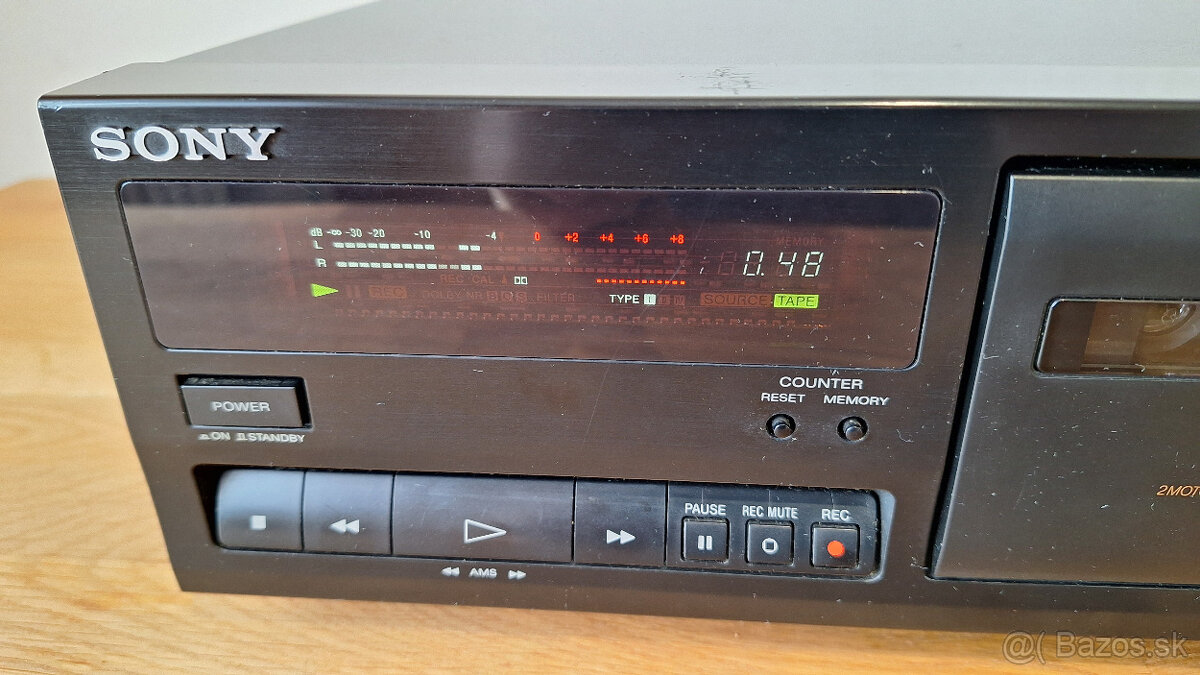 SONY
dB -∞ -30 -20 -10 -4 0 +2 +4 +6 +8 MEMORY
L
R
0.48
REC CAL
REC DOLBY NR B C S FILTER TYPE I II IV SOURCE TAPE
POWER
ON STANDBY
COUNTER
RESET MEMORY
PAUSE REC MUTE REC
AMS
2MOTO
@( Bazos.sk